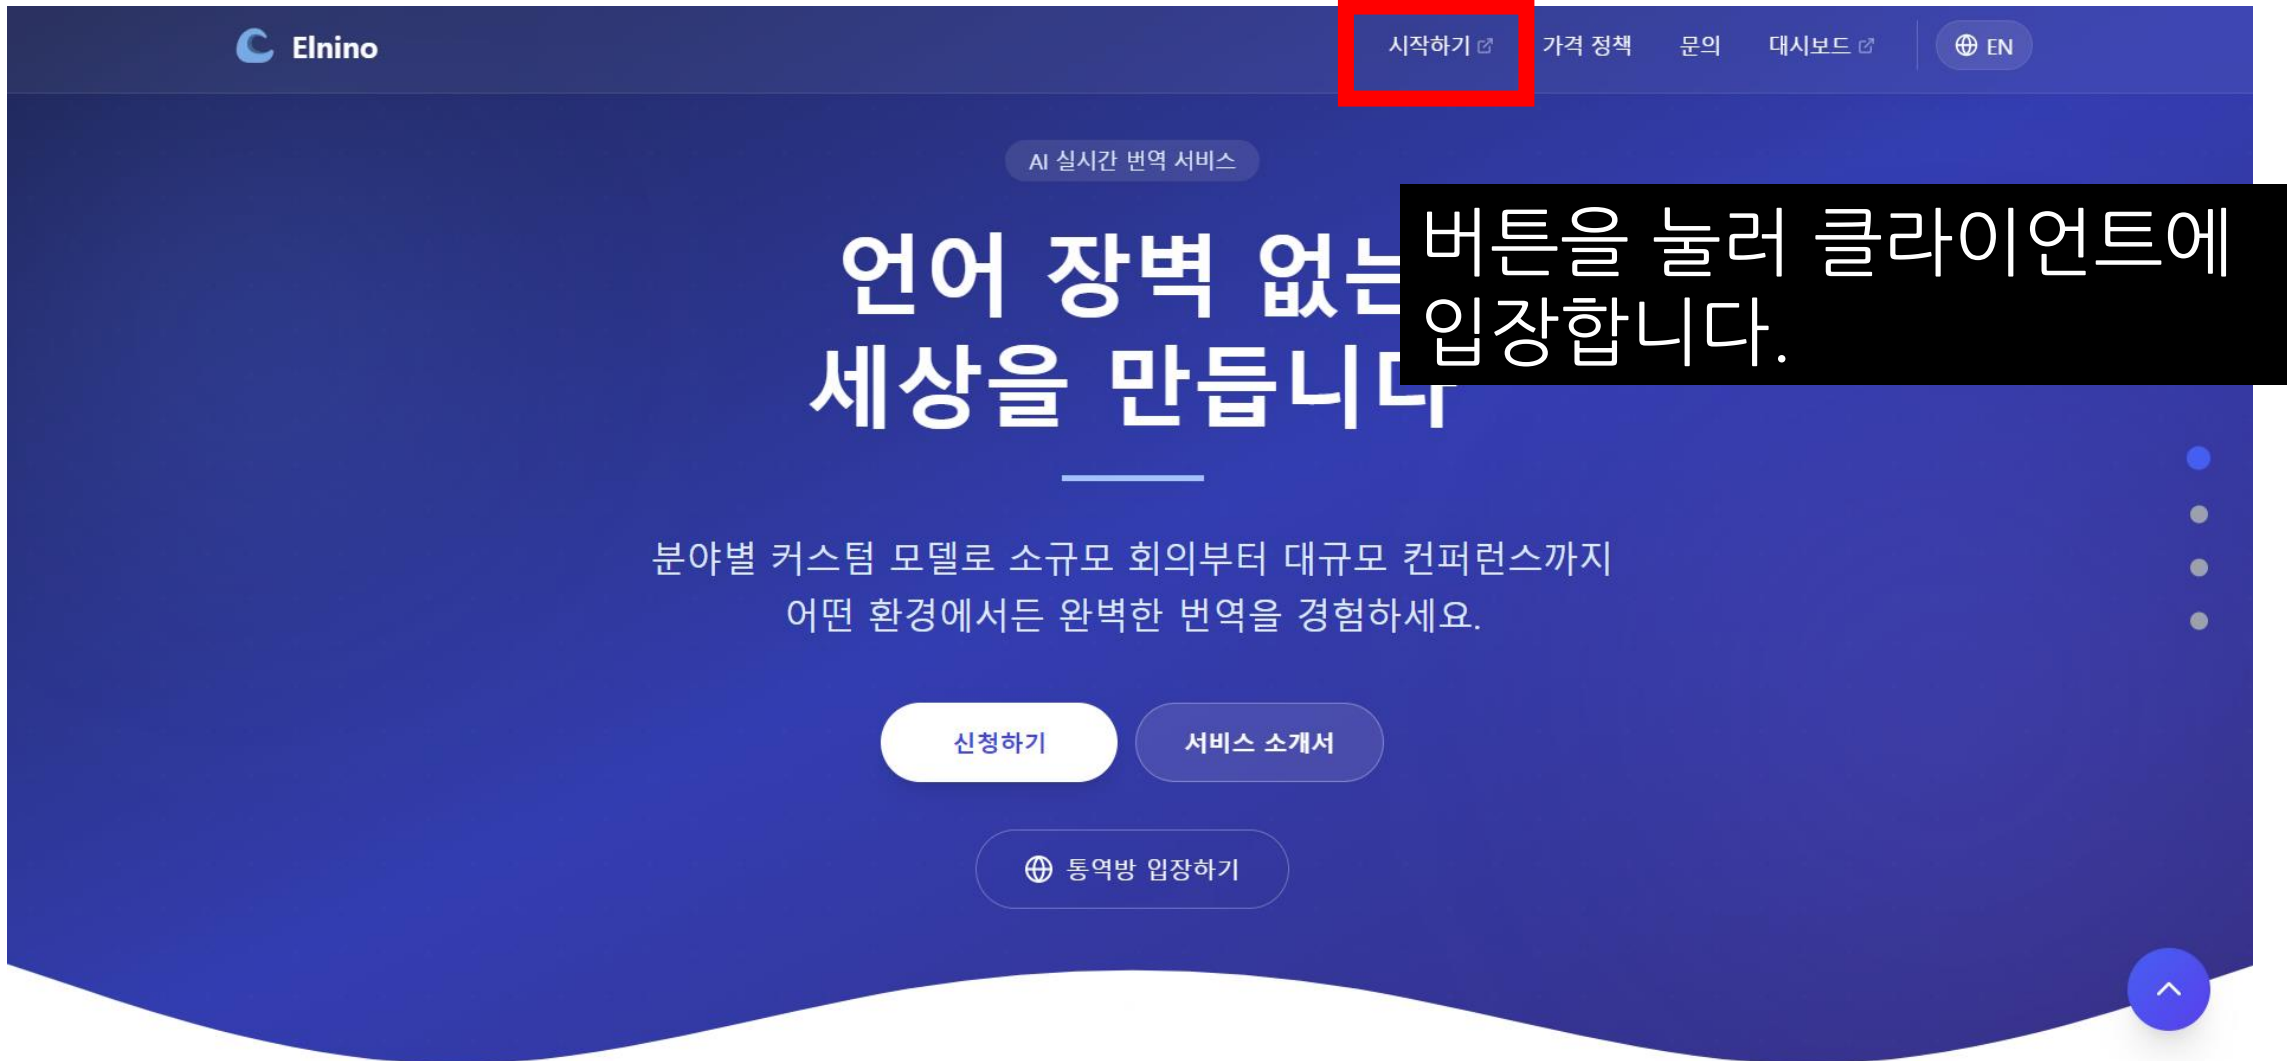 Elnino
시작하기
가격 정책
문의
대시보드
EN
AI 실시간 번역 서비스
버튼을 눌러 클라이언트에
입장합니다.
언어 장벽 없는
세상을 만듭니다
분야별 커스텀 모델로 소규모 회의부터 대규모 컨퍼런스까지
어떤 환경에서든 완벽한 번역을 경험하세요.
신청하기
서비스 소개서
통역방 입장하기